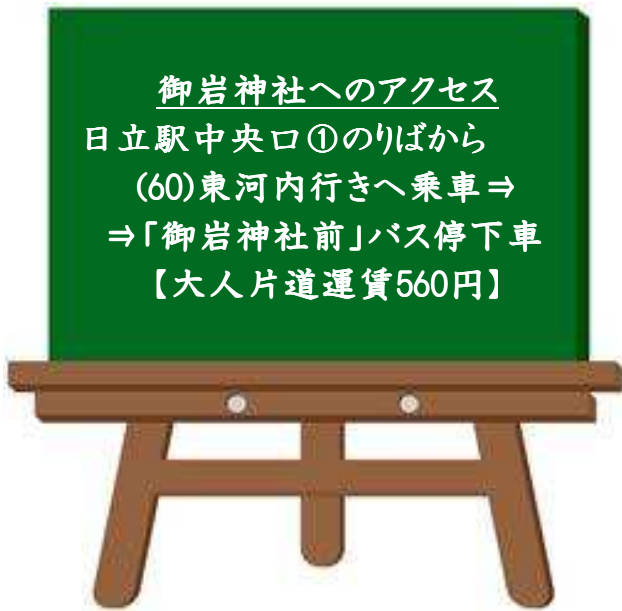 御岩神社へのアクセス
日立駅中央口①のりばから
(60)東河内行きへ乗車⇒
⇒「御岩神社前」バス停下車
【大人片道運賃560円】